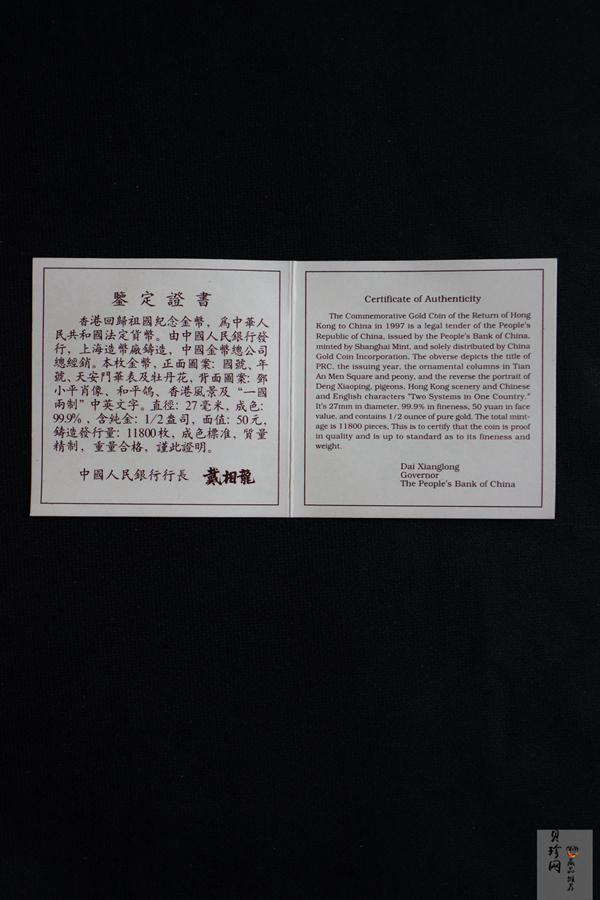 鑒定證書
香港回歸祖國紀念金幣，爲中華人
民共和國法定貨幣。由中國人民銀行發
行，上海造幣廠鑄造，中國金幣總公司
總經銷。本枚金幣，正面圖案：國號、年
號、天安門華表及牡丹花，背面圖案：鄧
小平肖像、和平鴿、香港風景及“一國
兩制”中英文字。直徑：27毫米，成色：
99.9%，含純金：1/2盎司，面值：50元，
鑄造發行量：11800枚，成色標准，質量
精制，重量合格，謹此證明。
中國人民銀行行長 戴相龍
Certificate of Authenticity
The Commemorative Gold Coin of the Return of Hong
Kong to China in 1997 is a legal tender of the People's
Republic of China, issued by the People's Bank of China,
minted by Shanghai Mint, and solely distributed by China
Gold Coin Incorporation. The obverse depicts the title of
PRC, the issuing year, the ornamental columns in Tian
An Men Square and peony, and the reverse the portrait of
Deng Xiaoping, pigeons, Hong Kong scenery and Chinese
and English characters "Two Systems in One Country."
It's 27mm in diameter, 99.9% in fineness, 50 yuan in face
value, and contains 1/2 ounce of pure gold. The total mint-
age is 11800 pieces, This is to certify that the coin is proof
in quality and is up to standard as to its fineness and
weight.
Dai Xianglong
Governor
The People's Bank of China
贝珍网